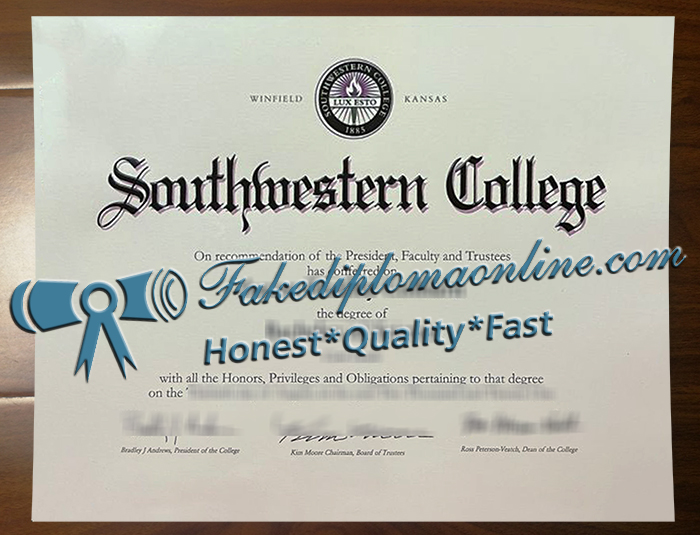 WINFIELD KANSAS
SOUTHWESTERN COLLEGE
LUX ESTO
1885
Southwestern College
On recommendation of the President, Faculty and Trustees
has conferred on
Fakediplomaonline.com
the degree of
Honest*Quality*Fast
with all the Honors, Privileges and Obligations pertaining to that degree
on the
Bradley J Andrews, President of the College
Kim Moore Chairman, Board of Trustees
Ross Peterson-Veatch, Dean of the College